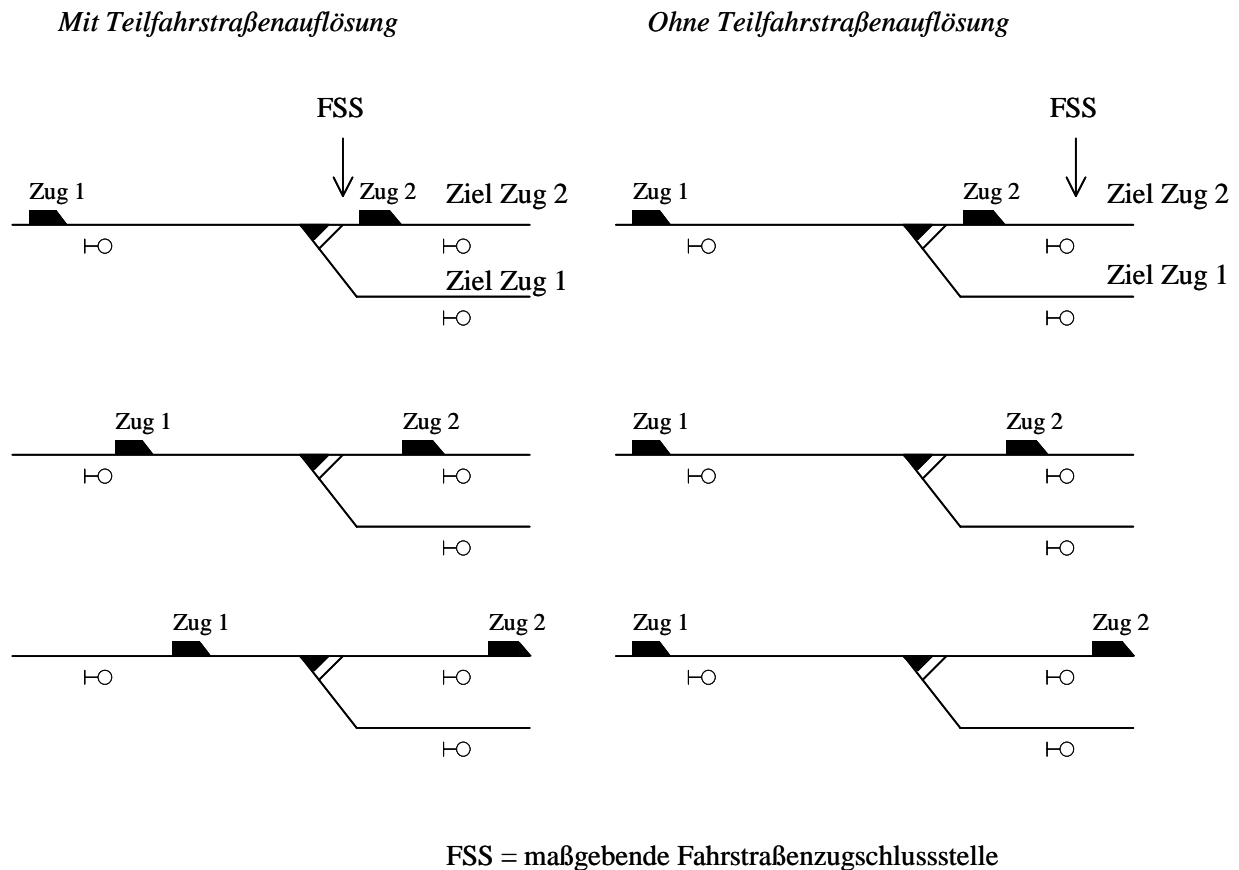 Mit Teilfahrstraßenauflösung
Ohne Teilfahrstraßenauflösung
FSS
FSS
Zug 1
Zug 2
Ziel Zug 2
Zug 1
Zug 2
Ziel Zug 2
Ziel Zug 1
Ziel Zug 1
Zug 1
Zug 2
Zug 1
Zug 2
Zug 1
Zug 2
Zug 1
Zug 2
FSS = maßgebende Fahrstraßenzugschlussstelle